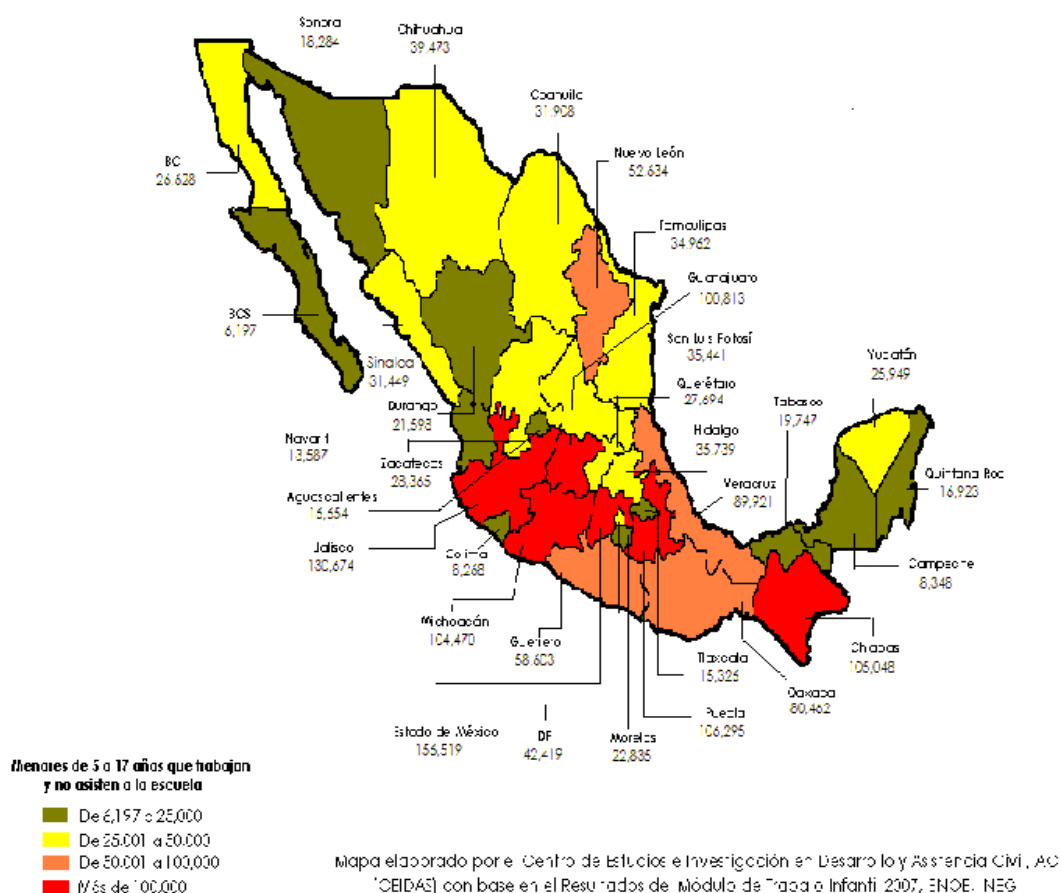 Sonora
18,284
Chihuahua
39,473
Coahuila
31,908
Nuevo León
52,634
BC
26,628
Tamaulipas
34,962
Guanajuato
100,813
BCS
6,197
San Luis Potosí
35,441
Yucatán
25,949
Sinaloa
31,449
Querétaro
27,694
Tabasco
19,747
Durango
21,593
Hidalgo
35,739
Nayarit
13,587
Zacatecas
28,365
Quintana Roo
16,923
Veracruz
89,921
Aguascalientes
15,554
Jalisco
130,674
Colima
8,268
Campeche
8,348
Michoacán
104,470
Guerrero
58,603
Chiapas
105,048
Tlaxcala
15,325
Oaxaca
80,462
Puebla
106,295
Estado de México
156,519
DF
42,419
Morelos
22,835
Menores de 5 a 17 años que trabajan
y no asisten a la escuela
De 6,197 a 25,000
De 25,001 a 50,000
De 50,001 a 100,000
Más de 100,000
Mapa elaborado por el Centro de Estudios e Investigación en Desarrollo y Asistencia Civil, AC
(CEIDAS) con base en el Resultados del Módulo de Trabajo Infantil 2007, ENOE, INEG